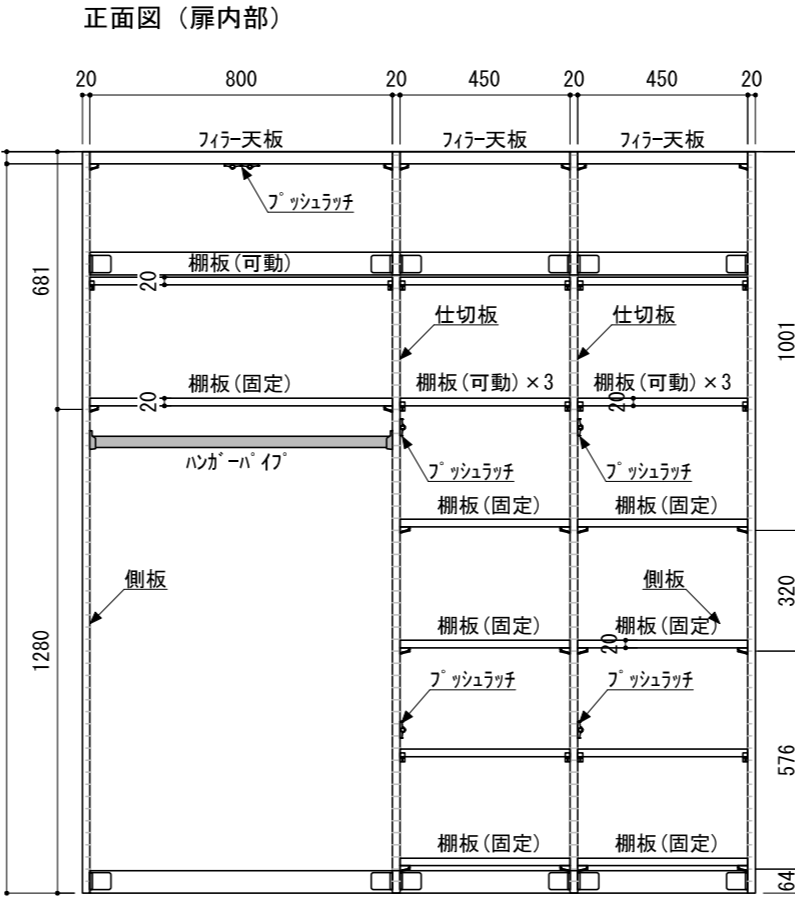 正面図（扉内部）
20 800 20 450 20 450 20
フィラー天板 フィラー天板 フィラー天板
プッシュラッチ
棚板(可動)
20
681
仕切板 仕切板
1001
棚板(固定) 棚板(可動)×3 棚板(可動)×3
20 20
ハンガーパイプ
プッシュラッチ プッシュラッチ
棚板(固定) 棚板(固定)
側板 側板
320
棚板(固定) 棚板(固定)
20
1280
プッシュラッチ プッシュラッチ
576
棚板(固定) 棚板(固定)
64